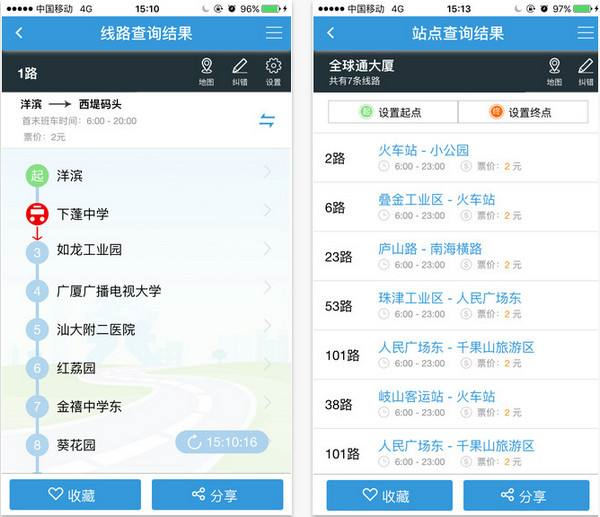 中国移动 4G 15:10 96%
线路查询结果
1路
地图 纠错 设置
洋滨 → 西堤码头
首末班车时间：6:00 - 20:00
票价：2元
起 洋滨
下蓬中学
3 如龙工业园
4 广厦广播电视大学
5 汕大附二医院
6 红荔园
7 金禧中学东
8 葵花园
15:10:16
收藏 分享
中国移动 4G 15:13 97%
站点查询结果
全球通大厦
共有7条线路
地图 纠错
起 设置起点 终 设置终点
2路 火车站 - 小公园
6:00 - 23:00 票价：2 元
6路 叠金工业区 - 火车站
6:00 - 23:00 票价：2 元
23路 庐山路 - 南海横路
6:00 - 23:00 票价：2 元
53路 珠津工业区 - 人民广场东
6:00 - 23:00 票价：2 元
101路 人民广场东 - 千果山旅游区
6:00 - 23:00 票价：2 元
38路 岐山客运站 - 火车站
6:00 - 23:00 票价：2 元
101路 人民广场东 - 千果山旅游区
6:00 - 23:00 票价：2 元
收藏 分享